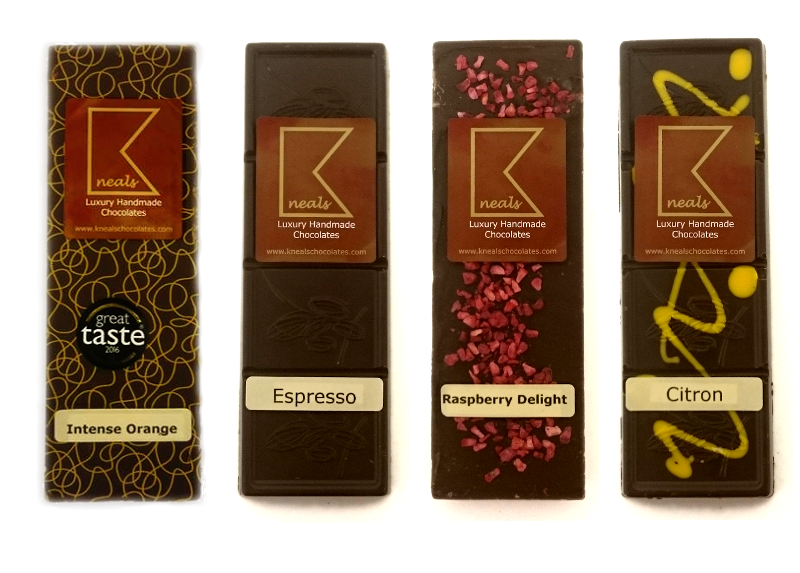 K
neals
Luxury Handmade
Chocolates
www.knealschocolates.com
great
taste
2016
Intense Orange
K
neals
Luxury Handmade
Chocolates
www.knealschocolates.com
Espresso
K
neals
Luxury Handmade
Chocolates
www.knealschocolates.com
Raspberry Delight
K
neals
Luxury Handmade
Chocolates
www.knealschocolates.com
Citron